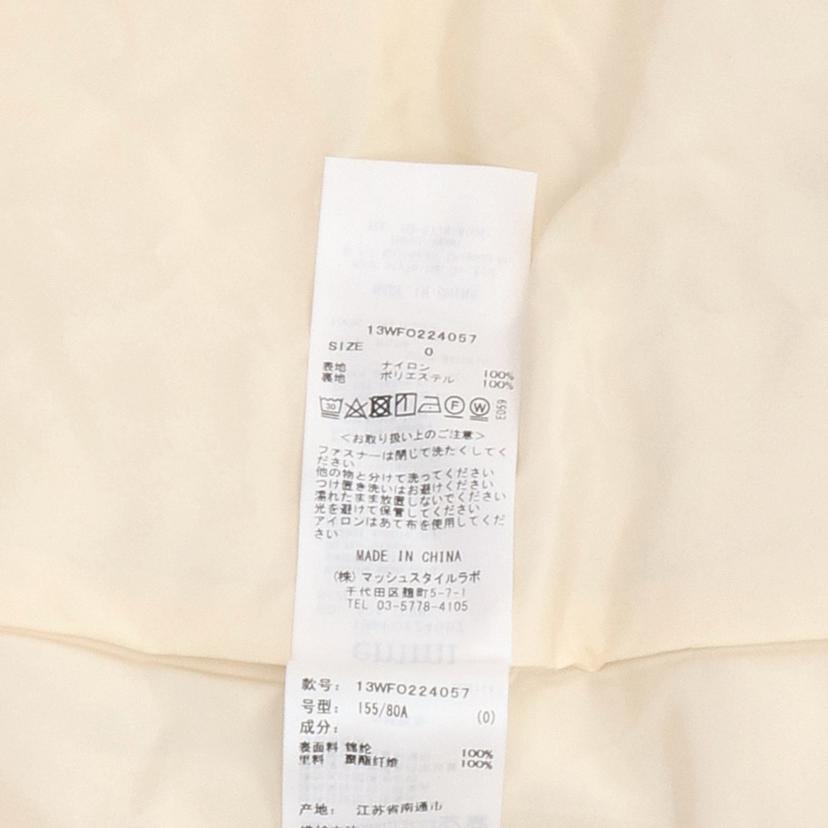 13WFO224057
SIZE 0
表地 ナイロン 100%
裏地 ポリエステル 100%
30 F W E059
<お取り扱い上のご注意>
ファスナーは閉じて洗たくしてく
ださい
他の物と分けて洗ってください
つけ置き洗いはお避けください
濡れたまま放置しないでください
光を避けて保管してください
アイロンはあて布を使用してくだ
さい
MADE IN CHINA
(株) マッシュスタイルラボ
千代田区麹町5-7-1
TEL 03-5778-4105
款号: 13WFO224057
号型: 155/80A (0)
成分:
表面料 锦纶 100%
里料 聚酯纤维 100%
产地: 江苏省南通市